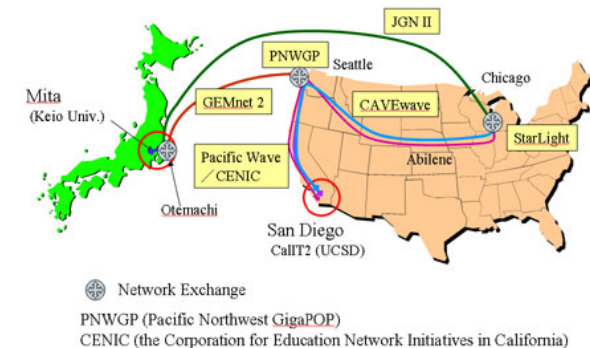 JGN II
PNWGP
Seattle
Chicago
Mita
(Keio Univ.)
GEMnet 2
CAVEwave
StarLight
Pacific Wave
/CENIC
Abilene
Otemachi
San Diego
CalIT2 (UCSD)
Network Exchange
PNWGP (Pacific Northwest GigaPOP)
CENIC (the Corporation for Education Network Initiatives in California)